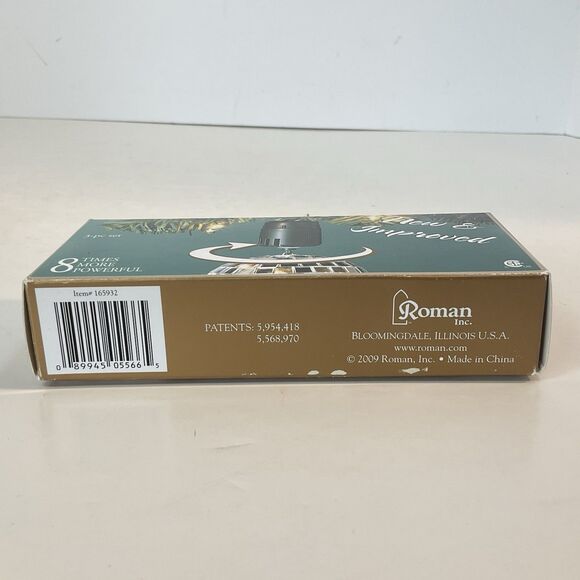 3-pc set
New &
Improved
8 TIMES
MORE
POWERFUL
Item# 165932
0 89945 05566 5
PATENTS: 5,954,418
5,568,970
Roman
Inc.
BLOOMINGDALE, ILLINOIS U.S.A.
www.roman.com
© 2009 Roman, Inc. • Made in China